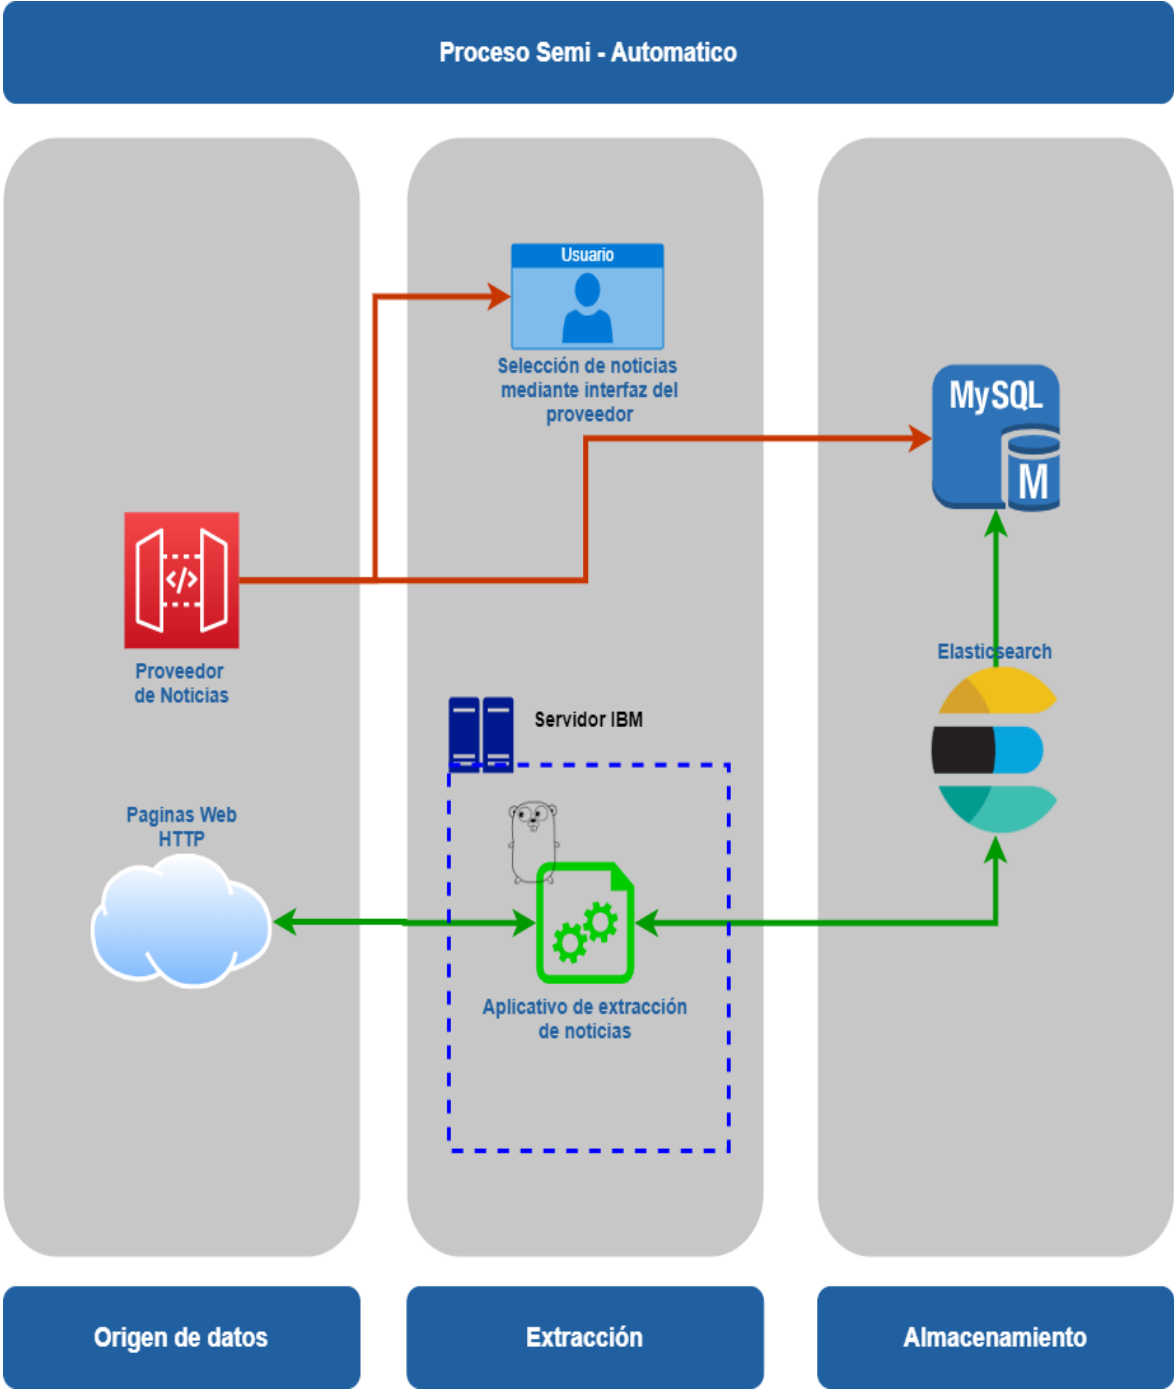 Proceso Semi - Automatico
Usuario
Selección de noticias
mediante interfaz del
proveedor
MySQL
M
</>
Proveedor
de Noticias
Elasticsearch
Servidor IBM
Paginas Web
HTTP
Aplicativo de extracción
de noticias
Origen de datos
Extracción
Almacenamiento